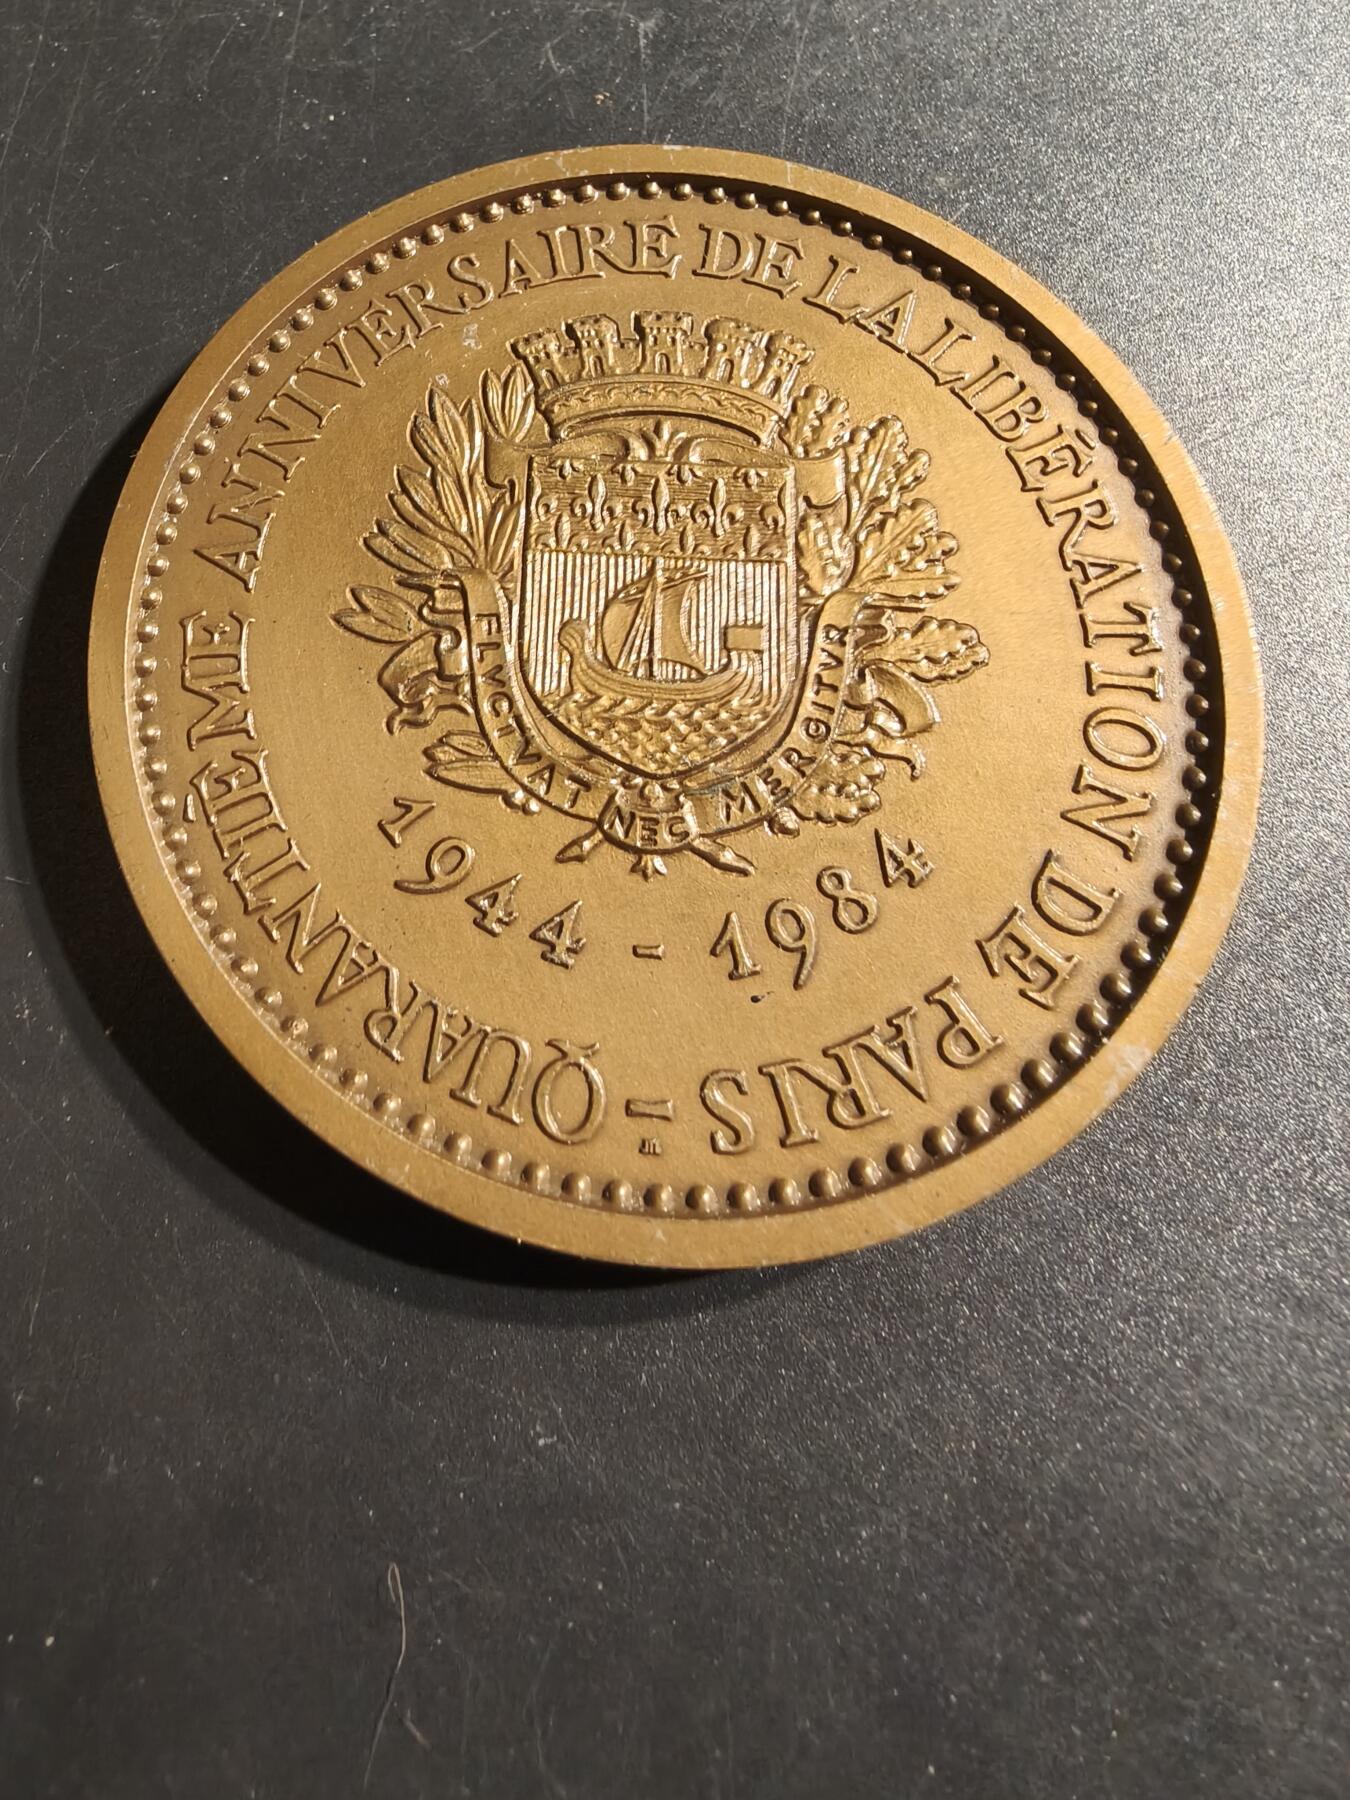 QUARANTIÈME ANNIVERSAIRE DE LA LIBÉRATION DE PARIS -
FLVCTVAT NEC MERGITVR
1944 - 1984